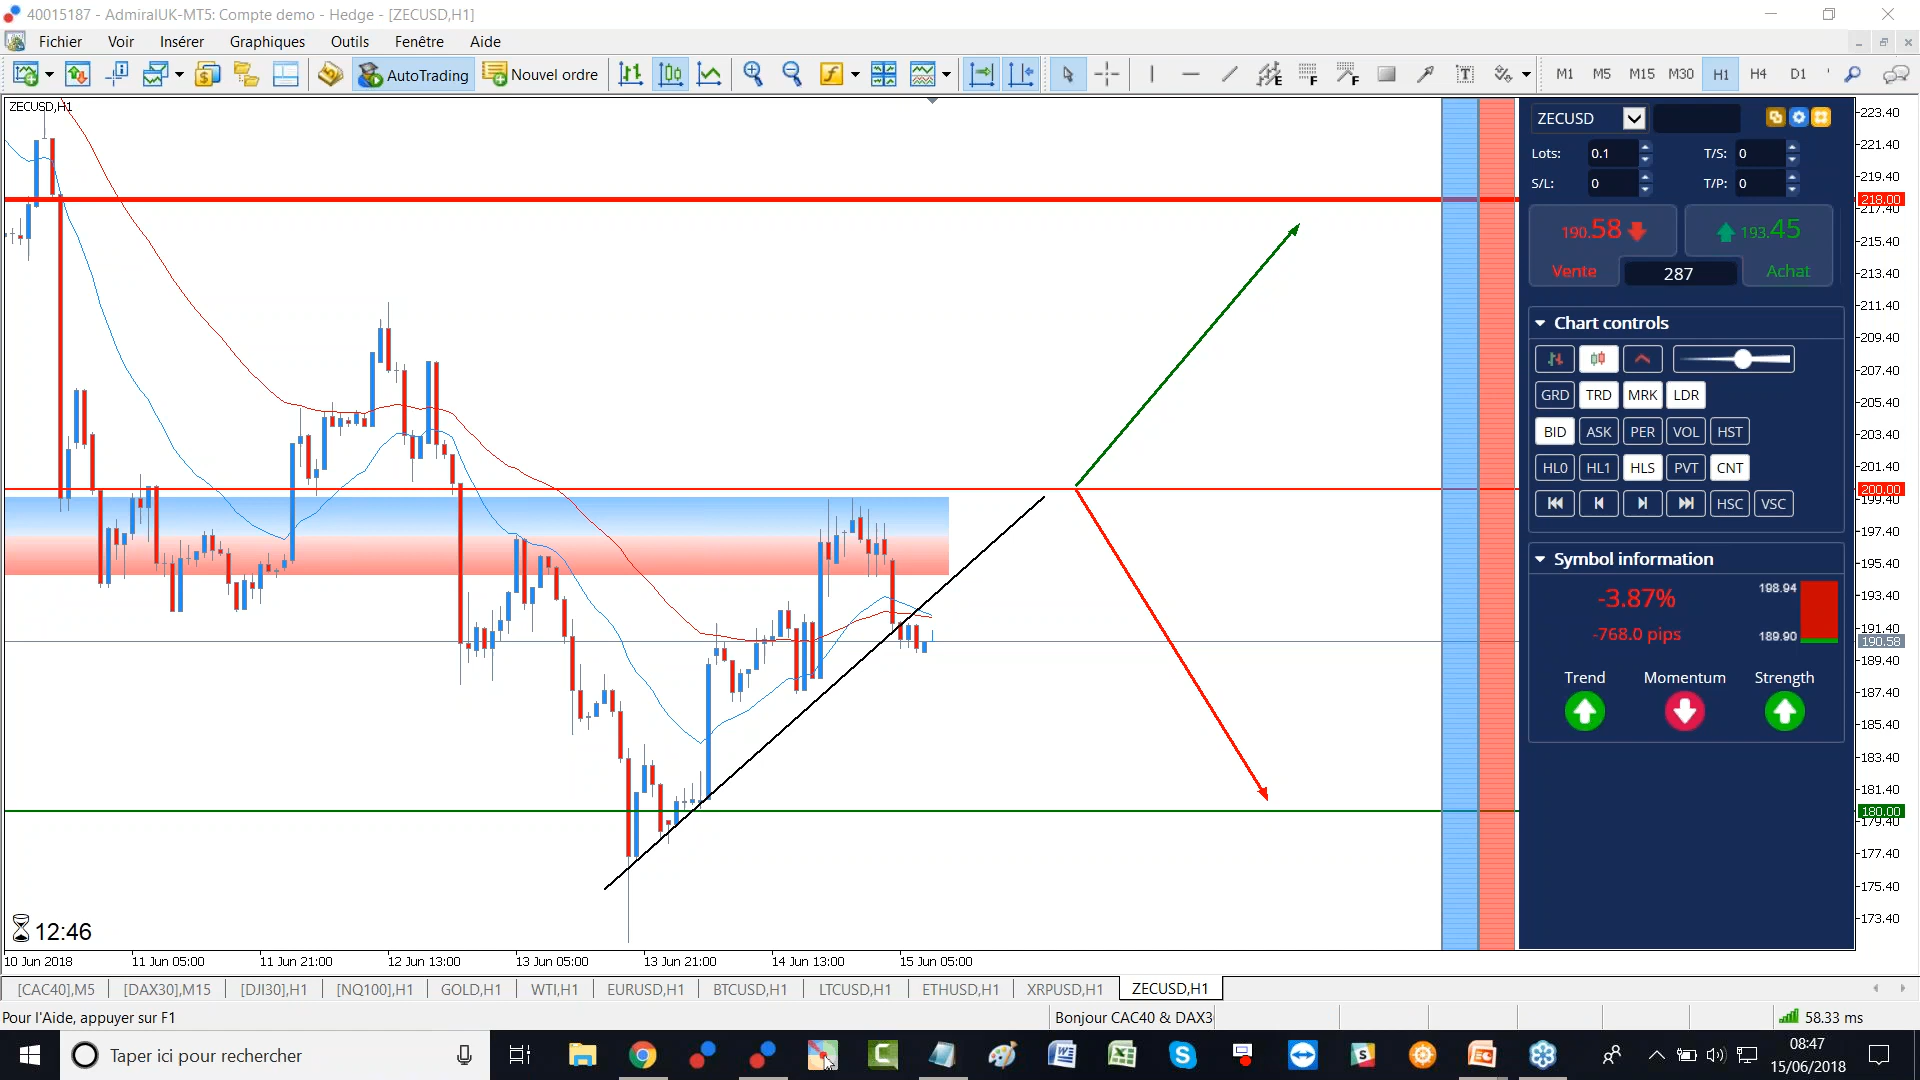 40015187 - AdmiralUK-MT5: Compte demo - Hedge - [ZECUSD,H1]
Fichier Voir Insérer Graphiques Outils Fenêtre Aide
AutoTrading Nouvel ordre M1 M5 M15 M30 H1 H4 D1
ZECUSD,H1
ZECUSD
Lots: 0.1 T/S: 0
S/L: 0 T/P: 0
190.58 193.45
Vente 287 Achat
Chart controls
GRD TRD MRK LDR
BID ASK PER VOL HST
HL0 HL1 HLS PVT CNT
HSC VSC
Symbol information
-3.87% 198.94
-768.0 pips 189.90
Trend Momentum Strength
223.40
221.40
219.40
218.00
217.40
215.40
213.40
211.40
209.40
207.40
205.40
203.40
201.40
200.00
199.40
197.40
195.40
193.40
191.40
190.58
189.40
187.40
185.40
183.40
181.40
180.00
179.40
177.40
175.40
173.40
12:46
10 Jun 2018 11 Jun 05:00 11 Jun 21:00 12 Jun 13:00 13 Jun 05:00 13 Jun 21:00 14 Jun 13:00 15 Jun 05:00
[CAC40],M5 [DAX30],M15 [DJI30],H1 [NQ100],H1 GOLD,H1 WTI,H1 EURUSD,H1 BTCUSD,H1 LTCUSD,H1 ETHUSD,H1 XRPUSD,H1 ZECUSD,H1
Pour l'Aide, appuyer sur F1 Bonjour CAC40 & DAX3 58.33 ms
Taper ici pour rechercher
08:47
15/06/2018